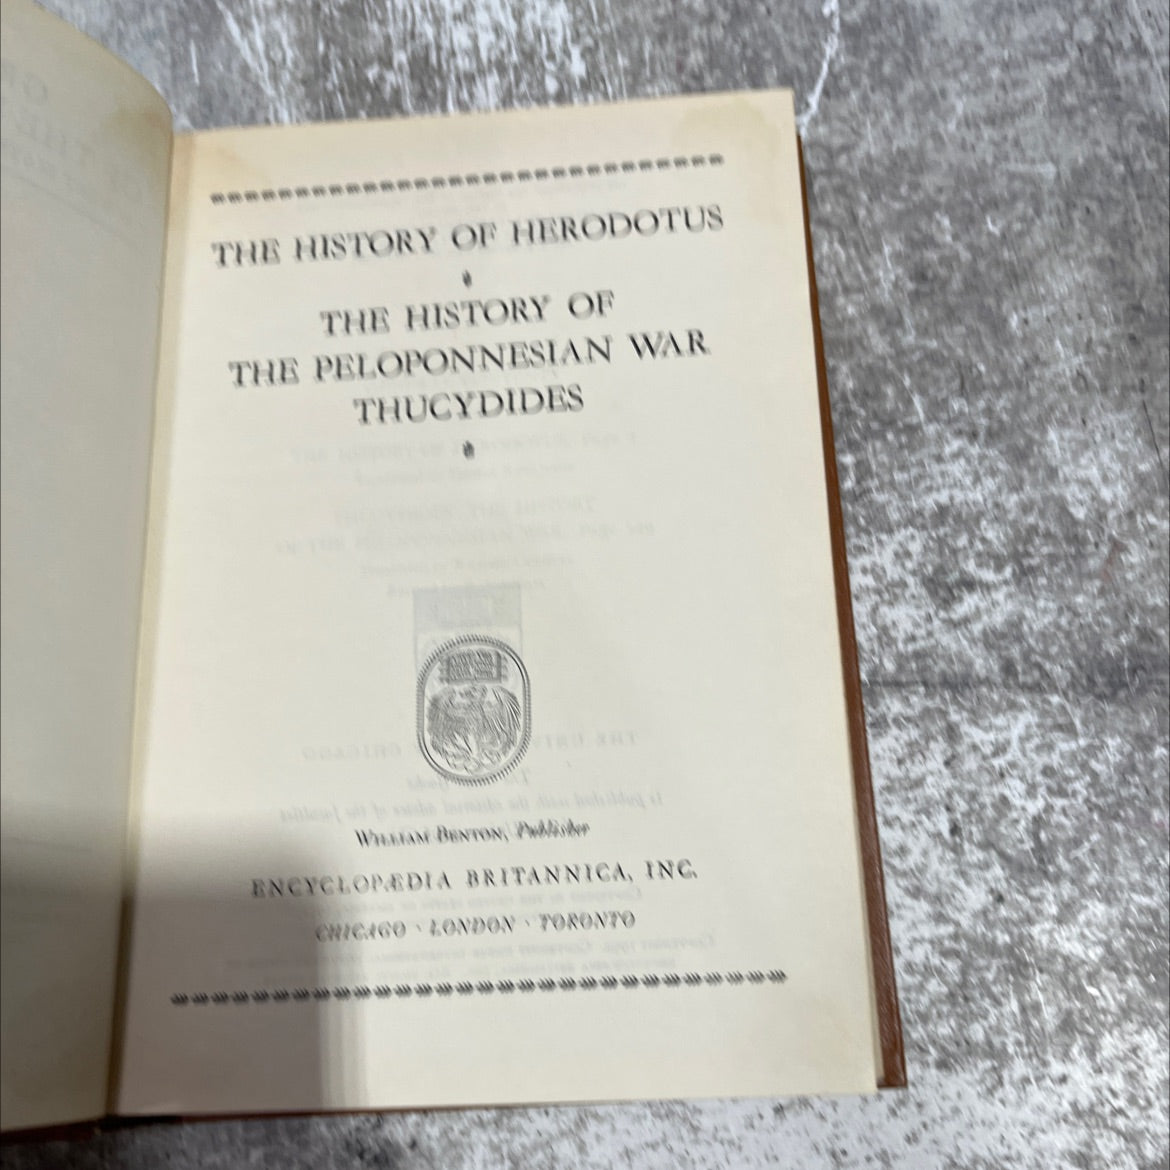 THE HISTORY OF HERODOTUS
THE HISTORY OF
THE PELOPONNESIAN WAR
THUCYDIDES
WILLIAM BENTON, Publisher
ENCYCLOPÆDIA BRITANNICA, INC.
CHICAGO · LONDON · TORONTO